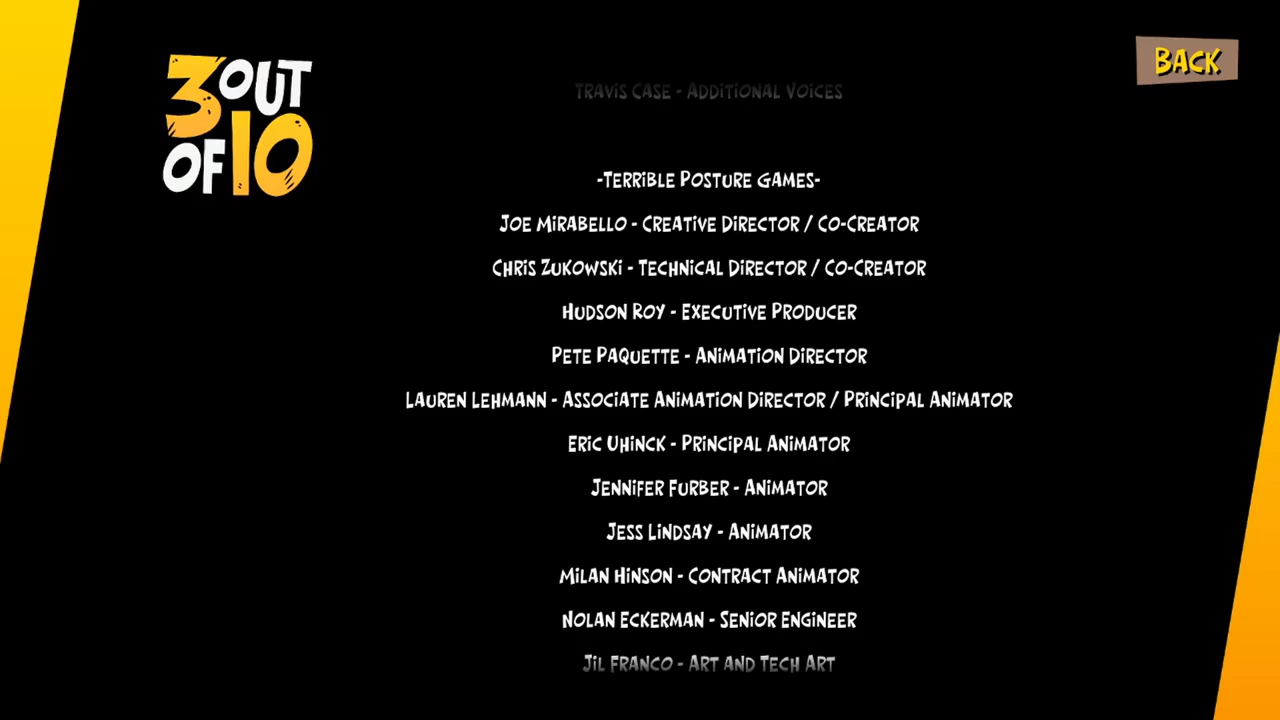 3 OUT
OF 10
BACK
TRAVIS CASE - ADDITIONAL VOICES
-TERRIBLE POSTURE GAMES-
JOE MIRABELLO - CREATIVE DIRECTOR / CO-CREATOR
CHRIS ZUKOWSKI - TECHNICAL DIRECTOR / CO-CREATOR
HUDSON ROY - EXECUTIVE PRODUCER
PETE PAQUETTE - ANIMATION DIRECTOR
LAUREN LEHMANN - ASSOCIATE ANIMATION DIRECTOR / PRINCIPAL ANIMATOR
ERIC UHINCK - PRINCIPAL ANIMATOR
JENNIFER FURBER - ANIMATOR
JESS LINDSAY - ANIMATOR
MILAN HINSON - CONTRACT ANIMATOR
NOLAN ECKERMAN - SENIOR ENGINEER
JIL FRANCO - ART AND TECH ART